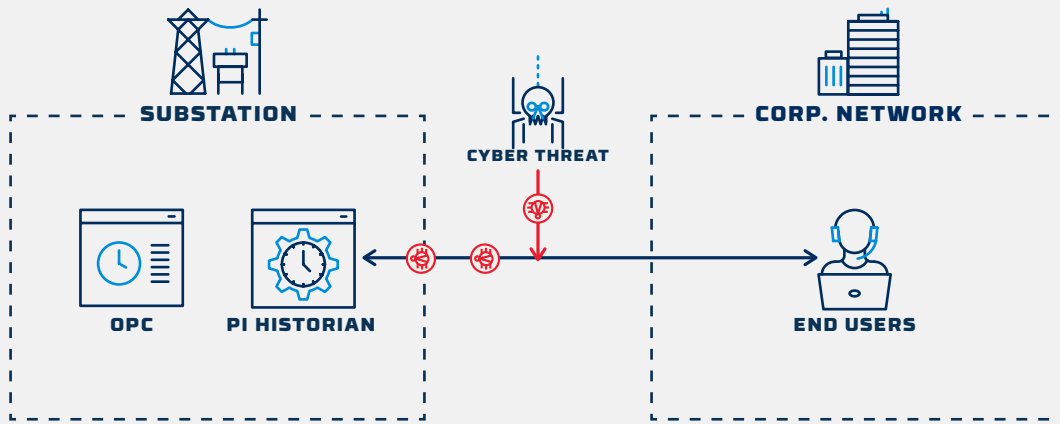 SUBSTATION
CORP. NETWORK
CYBER THREAT
OPC
PI HISTORIAN
END USERS